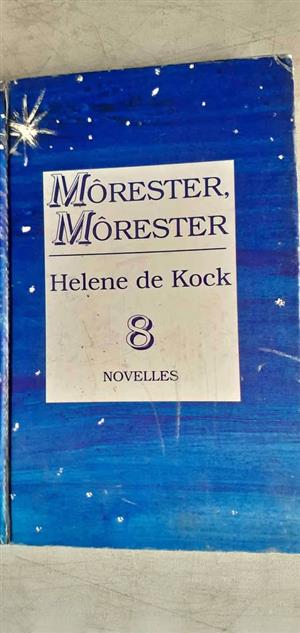 MÔRESTER,
MÔRESTER
Helene de Kock
8
NOVELLES